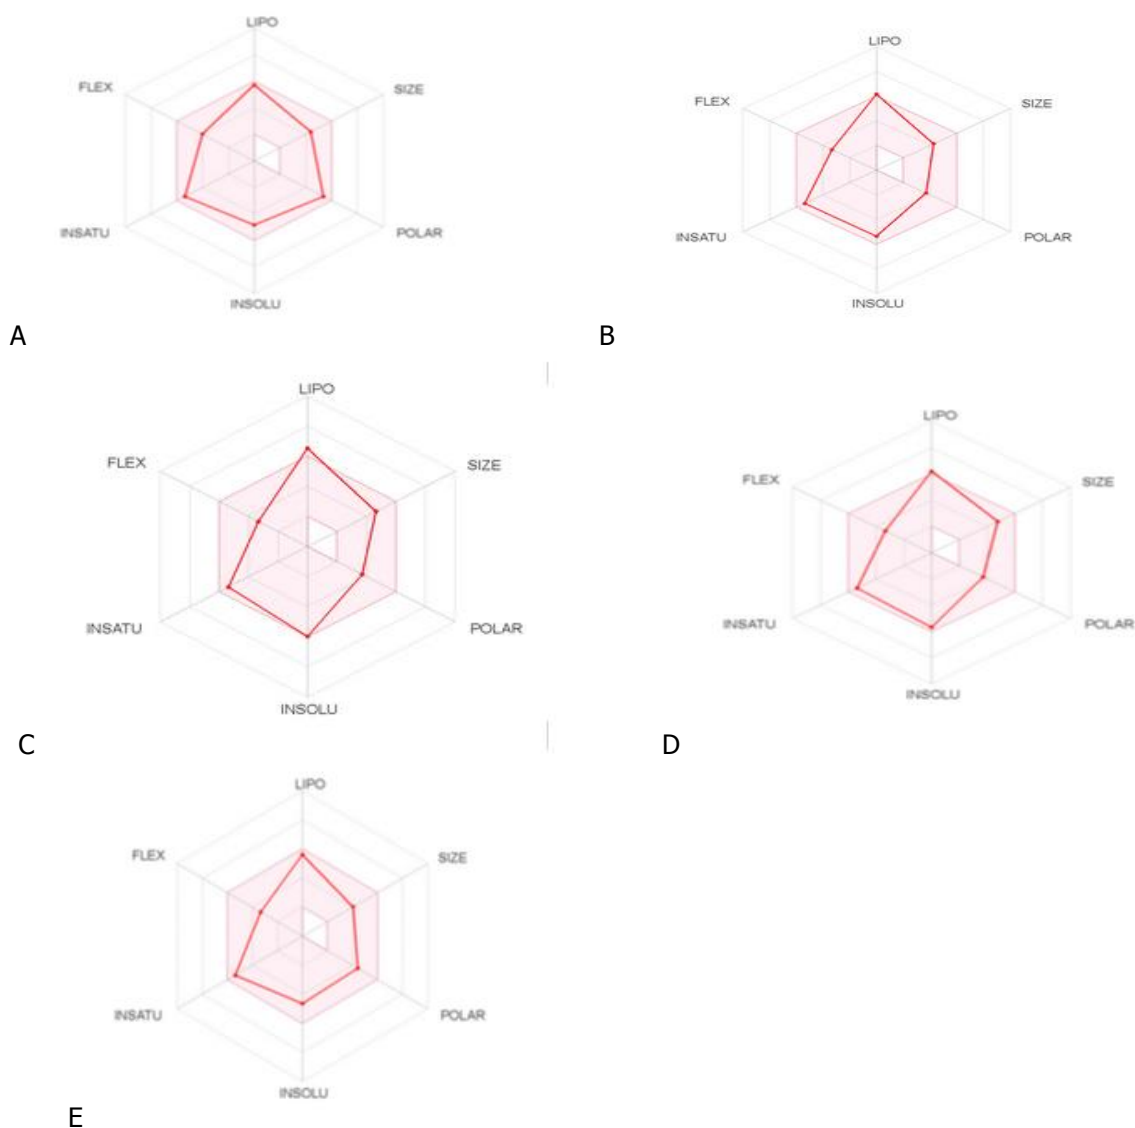 LIPO
FLEX
SIZE
INSATU
POLAR
INSOLU
A
LIPO
FLEX
SIZE
INSATU
POLAR
INSOLU
B
LIPO
FLEX
SIZE
INSATU
POLAR
INSOLU
C
LIPO
FLEX
SIZE
INSATU
POLAR
INSOLU
D
LIPO
FLEX
SIZE
INSATU
POLAR
INSOLU
E